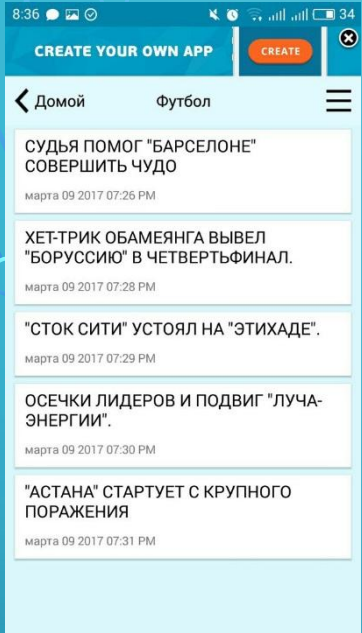 8:36
34
CREATE YOUR OWN APP
CREATE
Домой
Футбол
СУДЬЯ ПОМОГ "БАРСЕЛОНЕ"
СОВЕРШИТЬ ЧУДО
марта 09 2017 07:26 PM
ХЕТ-ТРИК ОБАМЕЯНГА ВЫВЕЛ
"БОРУССИЮ" В ЧЕТВЕРТЬФИНАЛ.
марта 09 2017 07:28 PM
"СТОК СИТИ" УСТОЯЛ НА "ЭТИХАДЕ".
марта 09 2017 07:29 PM
ОСЕЧКИ ЛИДЕРОВ И ПОДВИГ "ЛУЧА-
ЭНЕРГИИ".
марта 09 2017 07:30 PM
"АСТАНА" СТАРТУЕТ С КРУПНОГО
ПОРАЖЕНИЯ
марта 09 2017 07:31 PM